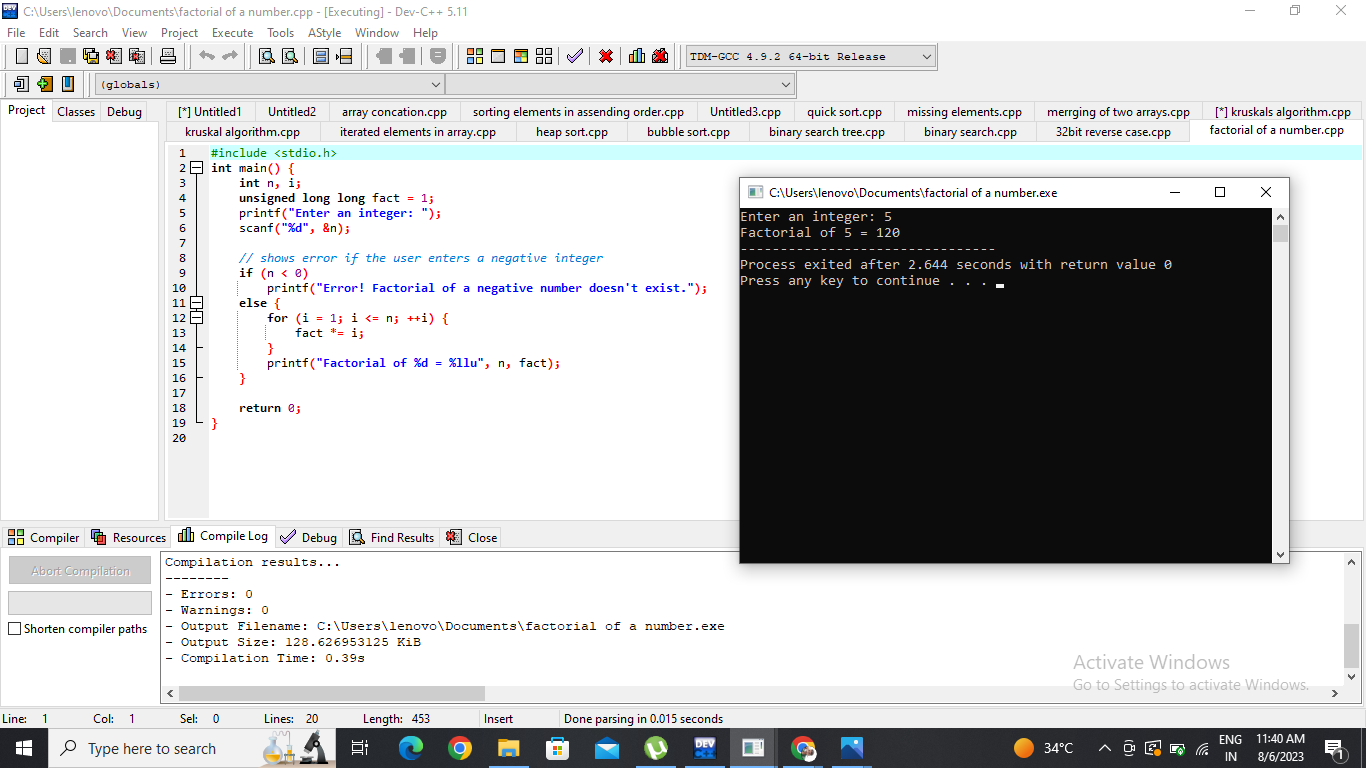 C:\Users\lenovo\Documents\factorial of a number.cpp - [Executing] - Dev-C++ 5.11
File Edit Search View Project Execute Tools AStyle Window Help
TDM-GCC 4.9.2 64-bit Release
(globals)
Project Classes Debug
[*] Untitled1 Untitled2 array concation.cpp sorting elements in assending order.cpp Untitled3.cpp quick sort.cpp missing elements.cpp merrging of two arrays.cpp [*] kruskals algorithm.cpp
kruskal algorithm.cpp iterated elements in array.cpp heap sort.cpp bubble sort.cpp binary search tree.cpp binary search.cpp 32bit reverse case.cpp factorial of a number.cpp
1 #include <stdio.h>
2 int main() {
3 int n, i;
4 unsigned long long fact = 1;
5 printf("Enter an integer: ");
6 scanf("%d", &n);
7
8 // shows error if the user enters a negative integer
9 if (n < 0)
10 printf("Error! Factorial of a negative number doesn't exist.");
11 else {
12 for (i = 1; i <= n; ++i) {
13 fact *= i;
14 }
15 printf("Factorial of %d = %llu", n, fact);
16 }
17
18 return 0;
19 }
20
C:\Users\lenovo\Documents\factorial of a number.exe
Enter an integer: 5
Factorial of 5 = 120
--------------------------------
Process exited after 2.644 seconds with return value 0
Press any key to continue . . .
Compiler Resources Compile Log Debug Find Results Close
Abort Compilation
Shorten compiler paths
Compilation results...
--------
- Errors: 0
- Warnings: 0
- Output Filename: C:\Users\lenovo\Documents\factorial of a number.exe
- Output Size: 128.626953125 KiB
- Compilation Time: 0.39s
Activate Windows
Go to Settings to activate Windows.
Line: 1 Col: 1 Sel: 0 Lines: 20 Length: 453 Insert Done parsing in 0.015 seconds
Type here to search
DEV
34°C
ENG
IN
11:40 AM
8/6/2023
1